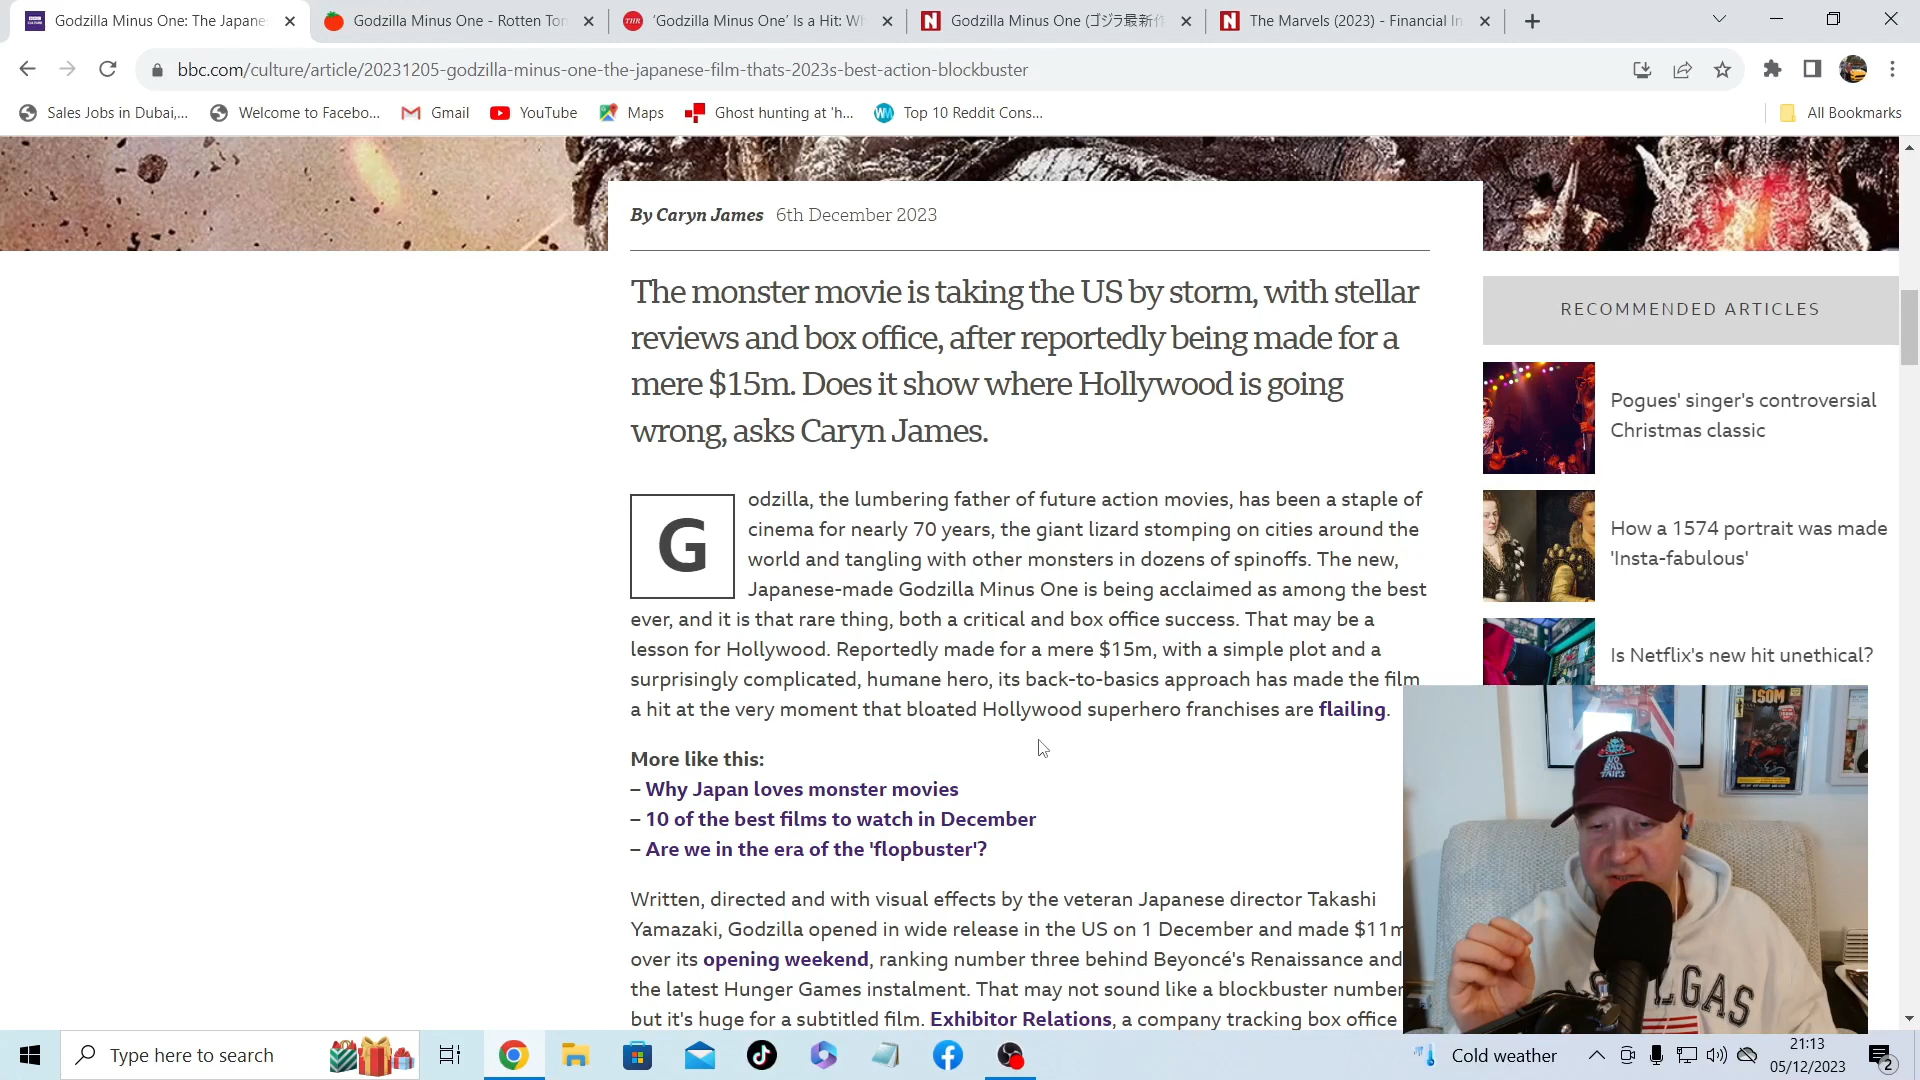 Godzilla Minus One: The Japane
Godzilla Minus One - Rotten Ton
THR
'Godzilla Minus One' Is a Hit: Wh
N
Godzilla Minus One (ゴジラ最新作
N
The Marvels (2023) - Financial In
bbc.com/culture/article/20231205-godzilla-minus-one-the-japanese-film-thats-2023s-best-action-blockbuster
Sales Jobs in Dubai,...
Welcome to Facebo...
Gmail
YouTube
Maps
Ghost hunting at 'h...
Top 10 Reddit Cons...
All Bookmarks
By Caryn James 6th December 2023
The monster movie is taking the US by storm, with stellar
reviews and box office, after reportedly being made for a
mere $15m. Does it show where Hollywood is going
wrong, asks Caryn James.
G
odzilla, the lumbering father of future action movies, has been a staple of
cinema for nearly 70 years, the giant lizard stomping on cities around the
world and tangling with other monsters in dozens of spinoffs. The new,
Japanese-made Godzilla Minus One is being acclaimed as among the best
ever, and it is that rare thing, both a critical and box office success. That may be a
lesson for Hollywood. Reportedly made for a mere $15m, with a simple plot and a
surprisingly complicated, humane hero, its back-to-basics approach has made the film
a hit at the very moment that bloated Hollywood superhero franchises are flailing.
More like this:
– Why Japan loves monster movies
– 10 of the best films to watch in December
– Are we in the era of the 'flopbuster'?
Written, directed and with visual effects by the veteran Japanese director Takashi
Yamazaki, Godzilla opened in wide release in the US on 1 December and made $11m
over its opening weekend, ranking number three behind Beyoncé's Renaissance and
the latest Hunger Games instalment. That may not sound like a blockbuster number
but it's huge for a subtitled film. Exhibitor Relations, a company tracking box office
RECOMMENDED ARTICLES
Pogues' singer's controversial
Christmas classic
How a 1574 portrait was made
'Insta-fabulous'
Is Netflix's new hit unethical?
ISOM
NO
BAD
TAIPS
EGAS
Type here to search
Cold weather
21:13
05/12/2023
2